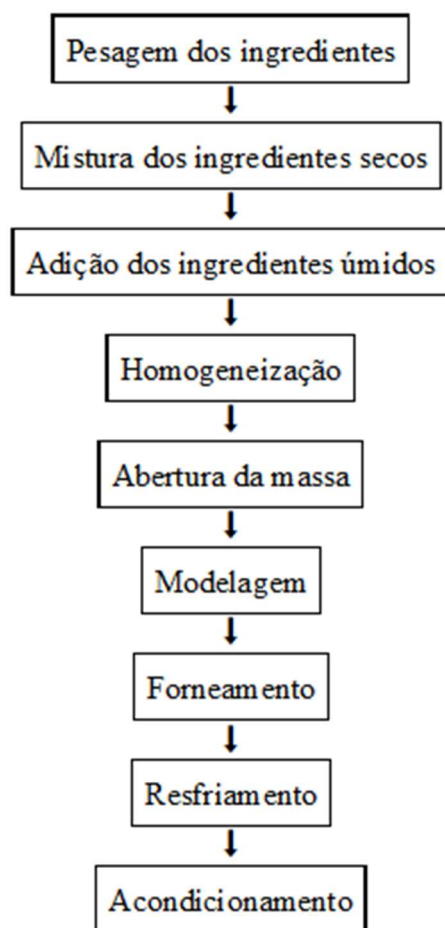 Pesagem dos ingredientes
Mistura dos ingredientes secos
Adição dos ingredientes úmidos
Homogeneização
Abertura da massa
Modelagem
Forneamento
Resfriamento
Acondicionamento